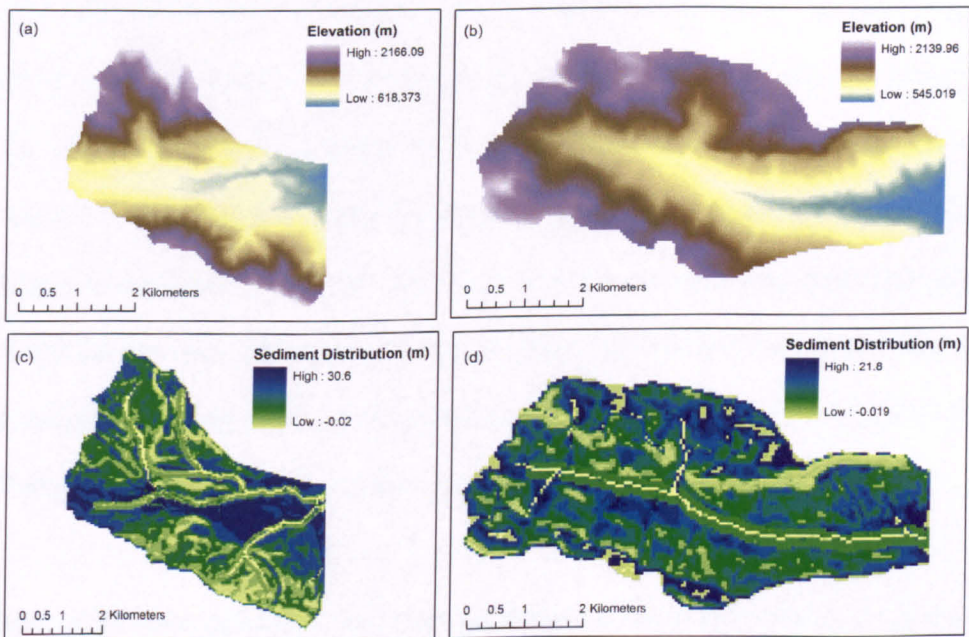 (a)
Elevation (m)
High : 2166.09
Low : 618.373
0 0.5 1 2 Kilometers
(b)
Elevation (m)
High : 2139.96
Low : 545.019
0 0.5 1 2 Kilometers
(c)
Sediment Distribution (m)
High : 30.6
Low : -0.02
0 0.5 1 2 Kilometers
(d)
Sediment Distribution (m)
High : 21.8
Low : -0.019
0 0.5 1 2 Kilometers